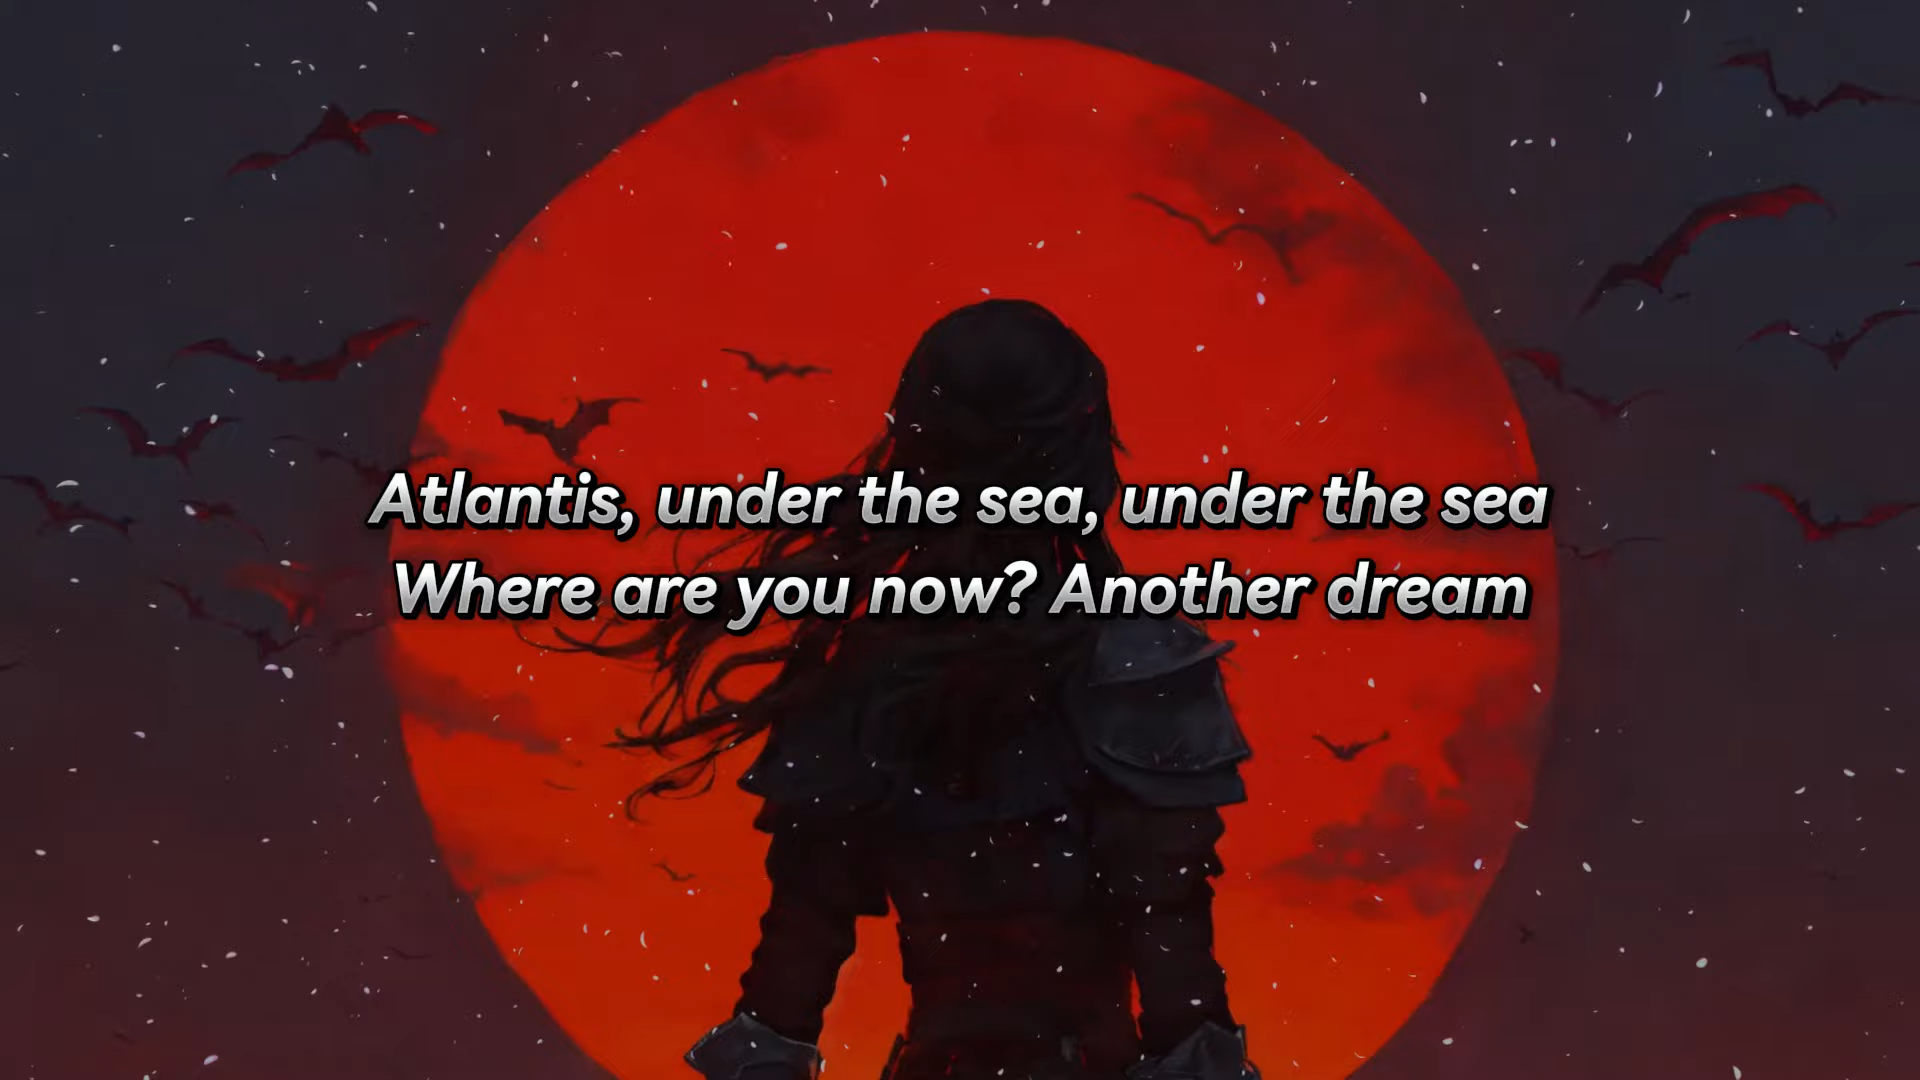 Atlantis, under the sea, under the sea
Where are you now? Another dream